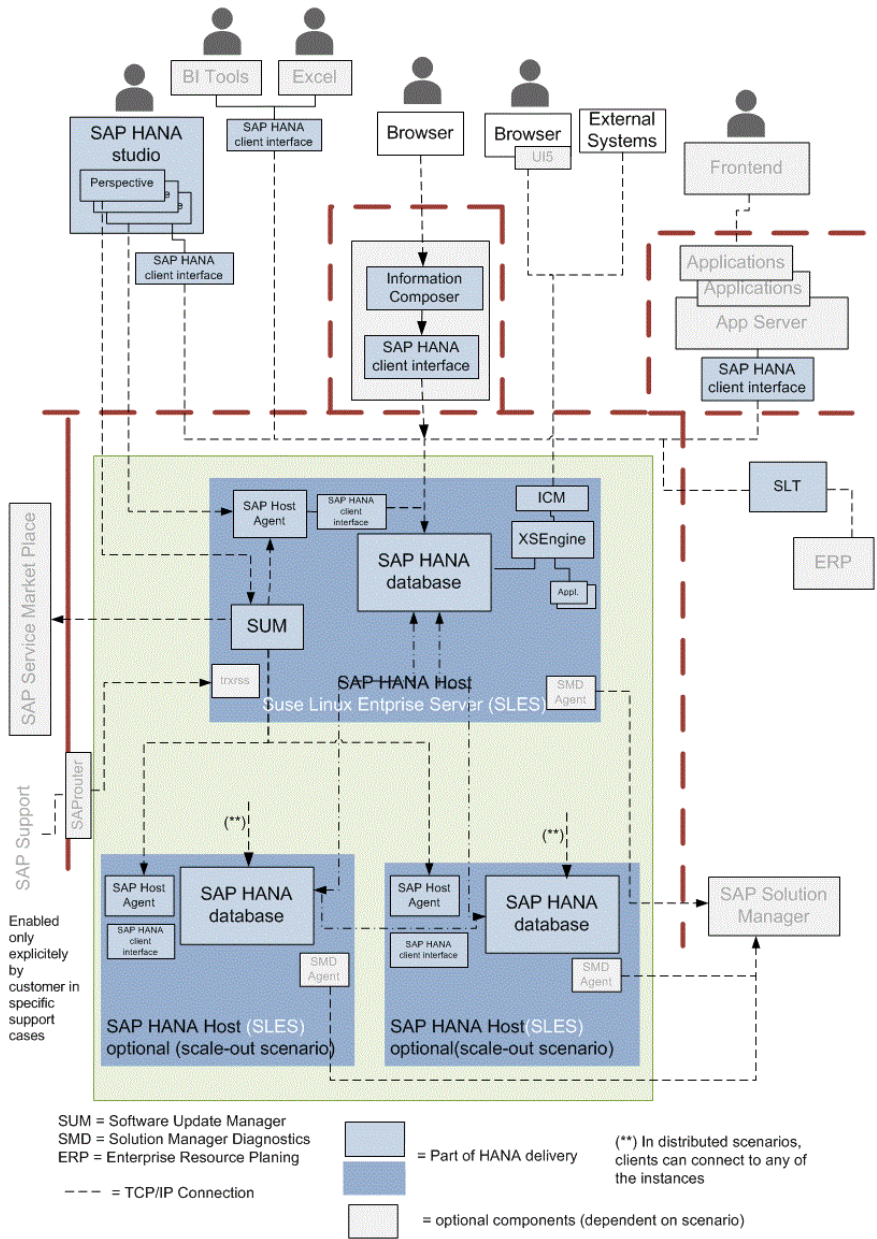 BI Tools
Excel
SAP HANA
client interface
SAP HANA
studio
Perspective
e
e
SAP HANA
client interface
Browser
Browser
UI5
External
Systems
Frontend
Applications
Applications
App Server
SAP HANA
client interface
Information
Composer
SAP HANA
client interface
SLT
ERP
SAP Host
Agent
SAP HANA
client
interface
ICM
XSEngine
Appl.
SAP HANA
database
SUM
trxrss
SAP HANA Host
Suse Linux Entprise Server (SLES)
SMD
Agent
SAP Service Market Place
SAProuter
SAP Support
Enabled
only
explicitely
by
customer in
specific
support
cases
(**)
SAP Host
Agent
SAP HANA
client
interface
SAP HANA
database
SMD
Agent
SAP HANA Host (SLES)
optional (scale-out scenario)
(**)
SAP Host
Agent
SAP HANA
client interface
SAP HANA
database
SMD
Agent
SAP HANA Host(SLES)
optional(scale-out scenario)
SAP Solution
Manager
SUM = Software Update Manager
SMD = Solution Manager Diagnostics
ERP = Enterprise Resource Planing
= TCP/IP Connection
= Part of HANA delivery
= optional components (dependent on scenario)
(**) In distributed scenarios,
clients can connect to any of
the instances